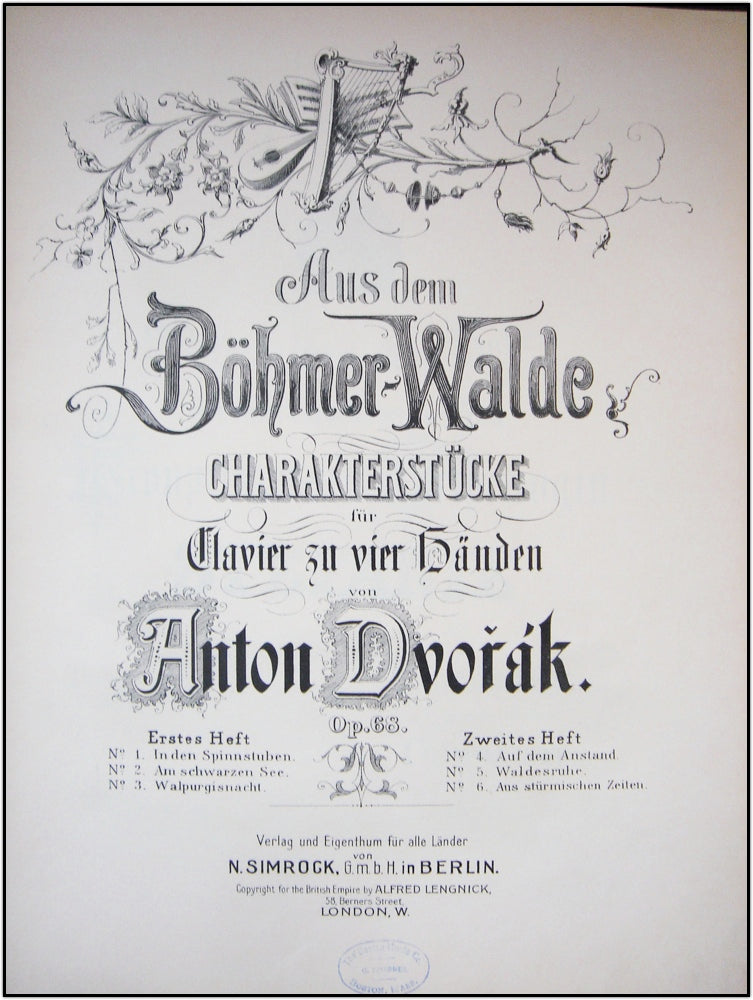 Aus dem
Böhmer-Walde
CHARAKTERSTÜCKE
für
Clavier zu vier Händen
von
Anton Dvořák.
Op. 68.
Erstes Heft
Nº 1. In den Spinnstuben.
Nº 2. Am schwarzen See.
Nº 3. Walpurgisnacht.
Zweites Heft
Nº 4. Auf dem Anstand.
Nº 5. Waldesruhe.
Nº 6. Aus stürmischen Zeiten.
Verlag und Eigenthum für alle Länder
von
N. SIMROCK, G. m. b. H. in BERLIN.
Copyright for the British Empire by ALFRED LENGNICK,
58, Berners Street,
LONDON, W.
BOSTON, MASS.